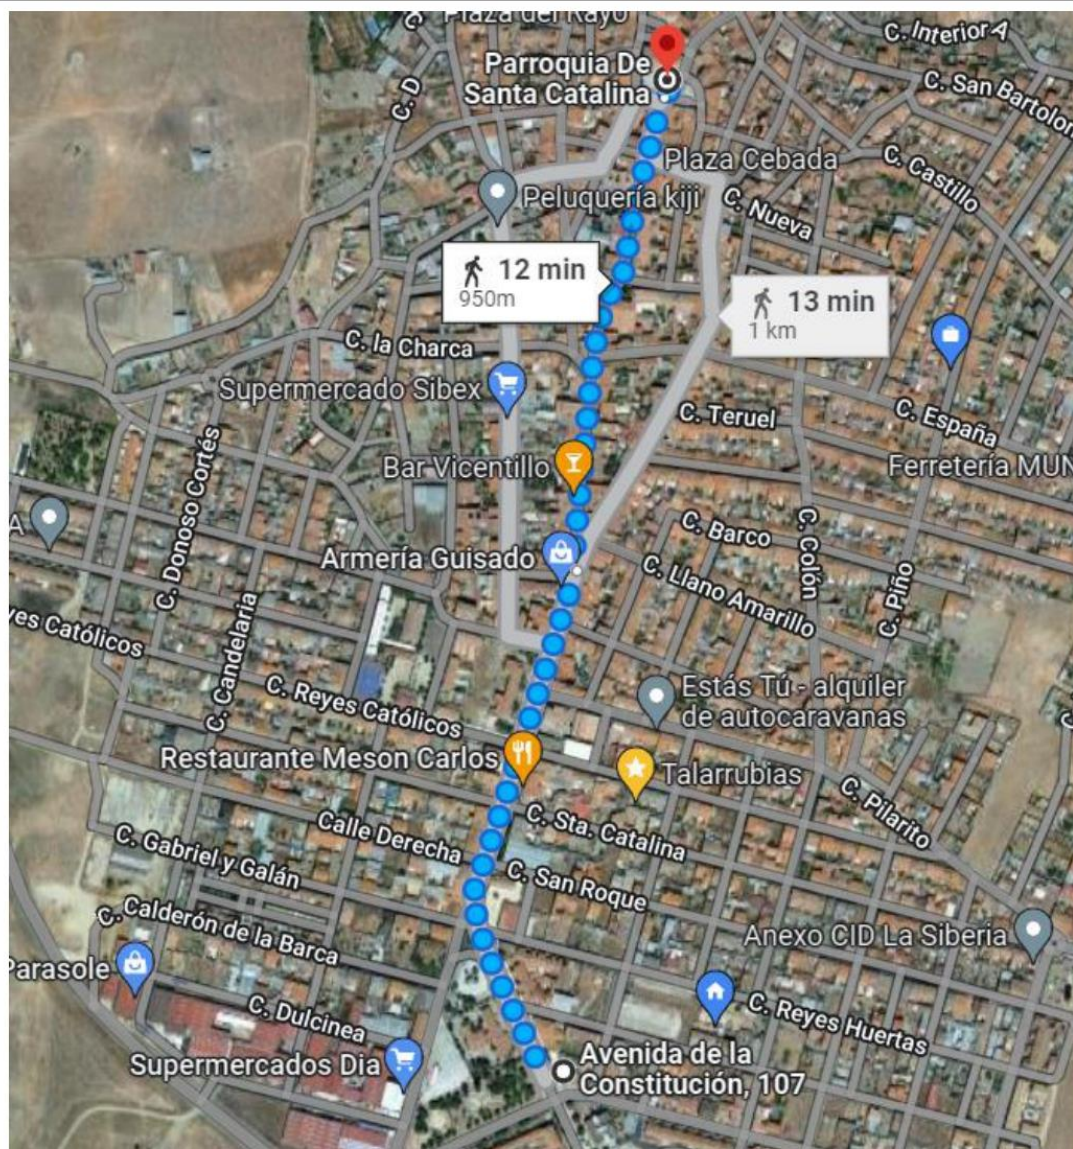 Plaza del Rayo
C. Interior A
Parroquia De
Santa Catalina
C. D
C. San Bartolor
Plaza Cebada
C. Castillo
Peluquería kiji
C. Nueva
12 min
950m
13 min
1 km
C. la Charca
Supermercado Sibex
C. España
C. Teruel
Bar Vicentillo
Ferretería MUN
C. Donoso Cortés
A
C. Barco
C. Colón
Armería Guisado
C. Llano Amarillo
C. Piño
C. Candelaria
yes Católicos
C. Reyes Católicos
Estás Tú - alquiler
de autocaravanas
Restaurante Meson Carlos
Talarrubias
C. Pilarito
C. Sta. Catalina
Calle Derecha
C. Gabriel y Galán
C. San Roque
C. Calderón de la Barca
Anexo CID La Siberia
Parasole
C. Dulcinea
C. Reyes Huertas
Supermercados Dia
Avenida de la
Constitución, 107